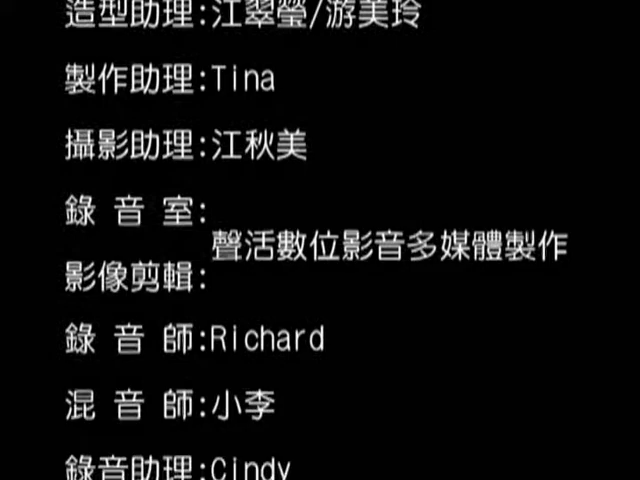 造型助理:江翠瑩/游美玲
製作助理:Tina
攝影助理:江秋美
錄 音 室:
聲活數位影音多媒體製作
影像剪輯:
錄 音 師:Richard
混 音 師:小李
錄音助理:Cindy